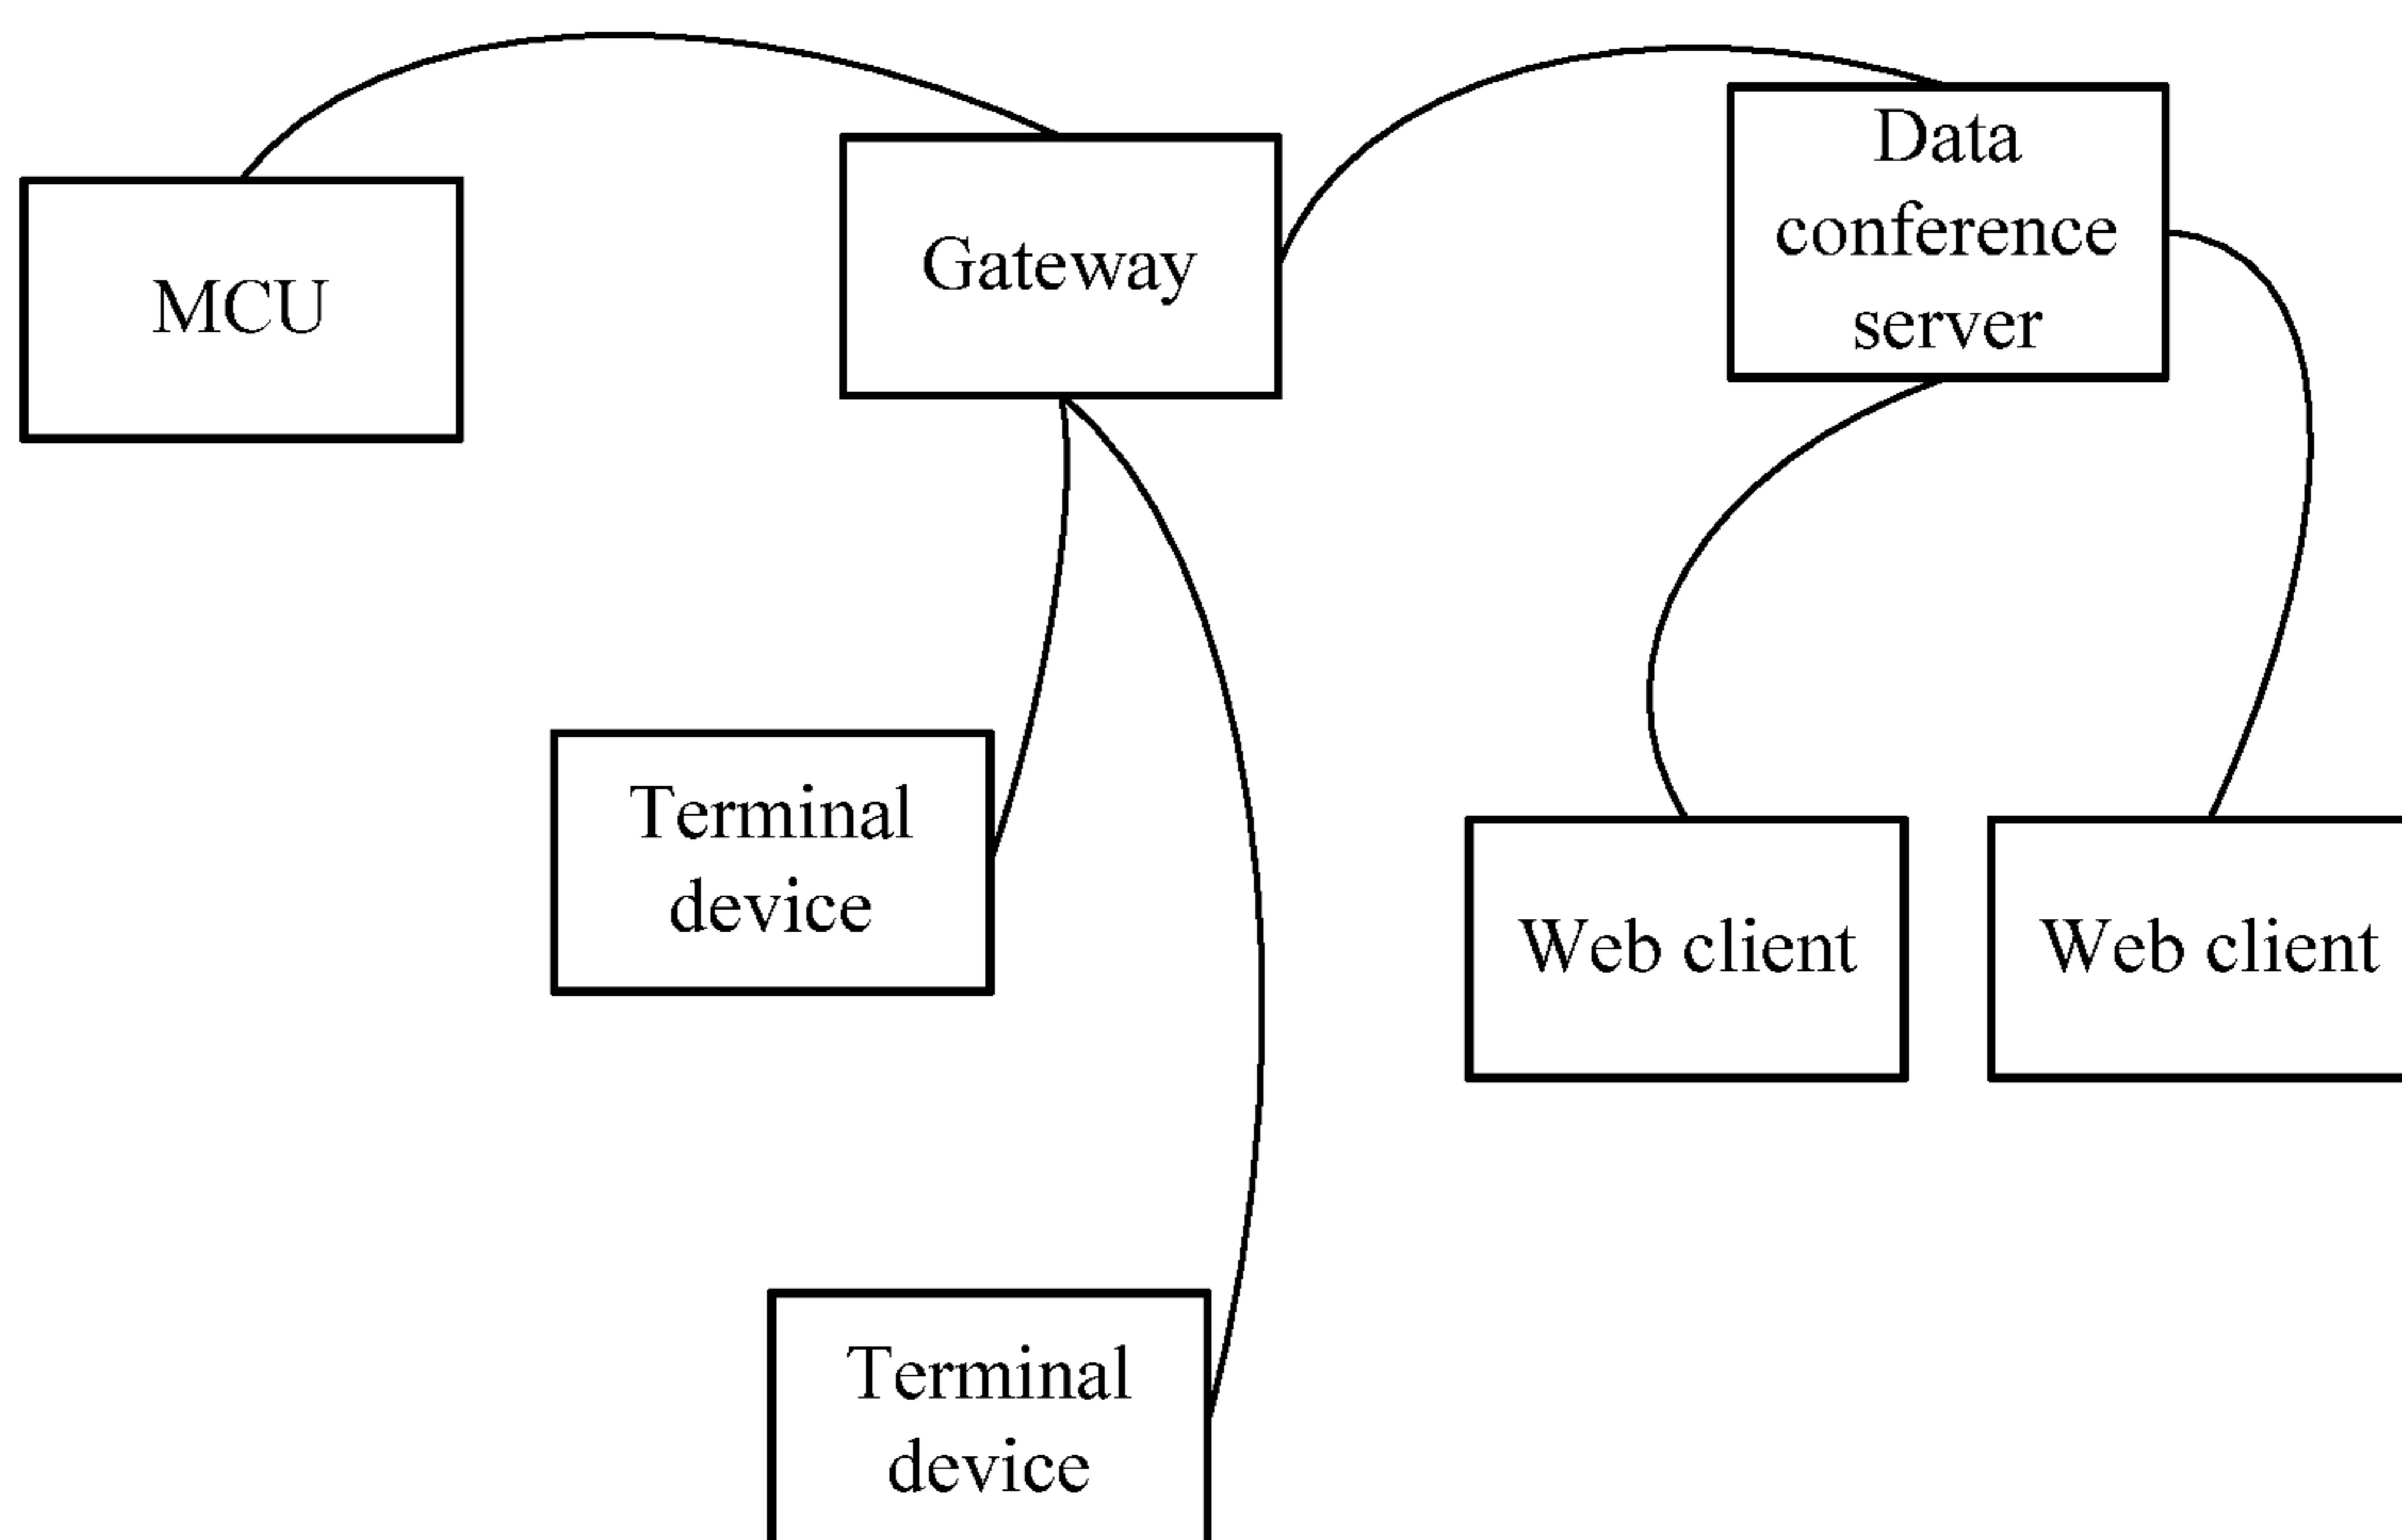 MCU
Gateway
Data
conference
server
Terminal
device
Web client
Web client
Terminal
device